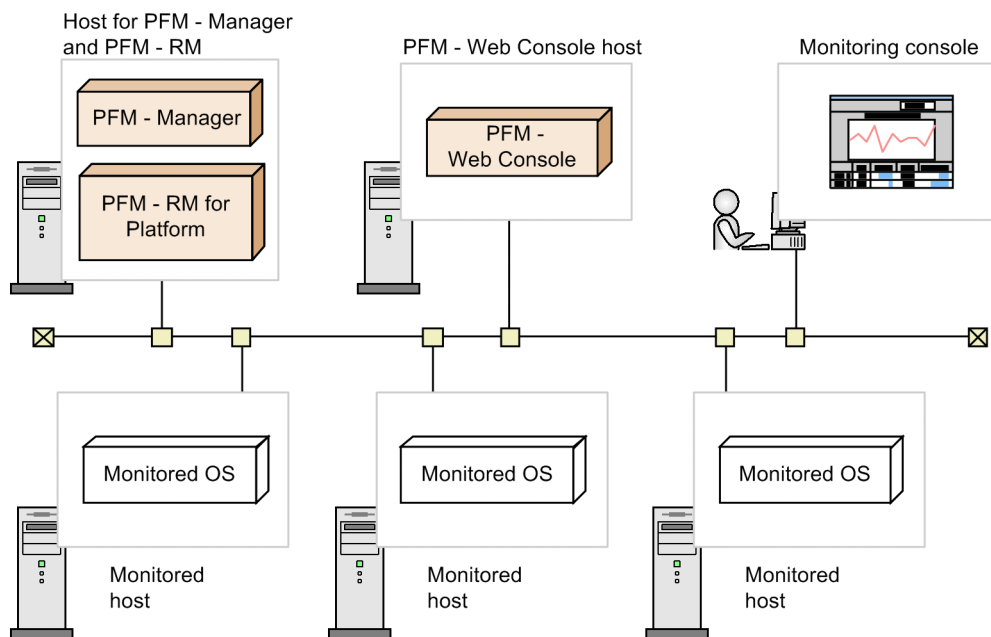 Host for PFM - Manager
and PFM - RM
PFM - Manager
PFM - RM for
Platform
PFM - Web Console host
PFM -
Web Console
Monitoring console
Monitored OS
Monitored
host
Monitored OS
Monitored
host
Monitored OS
Monitored
host